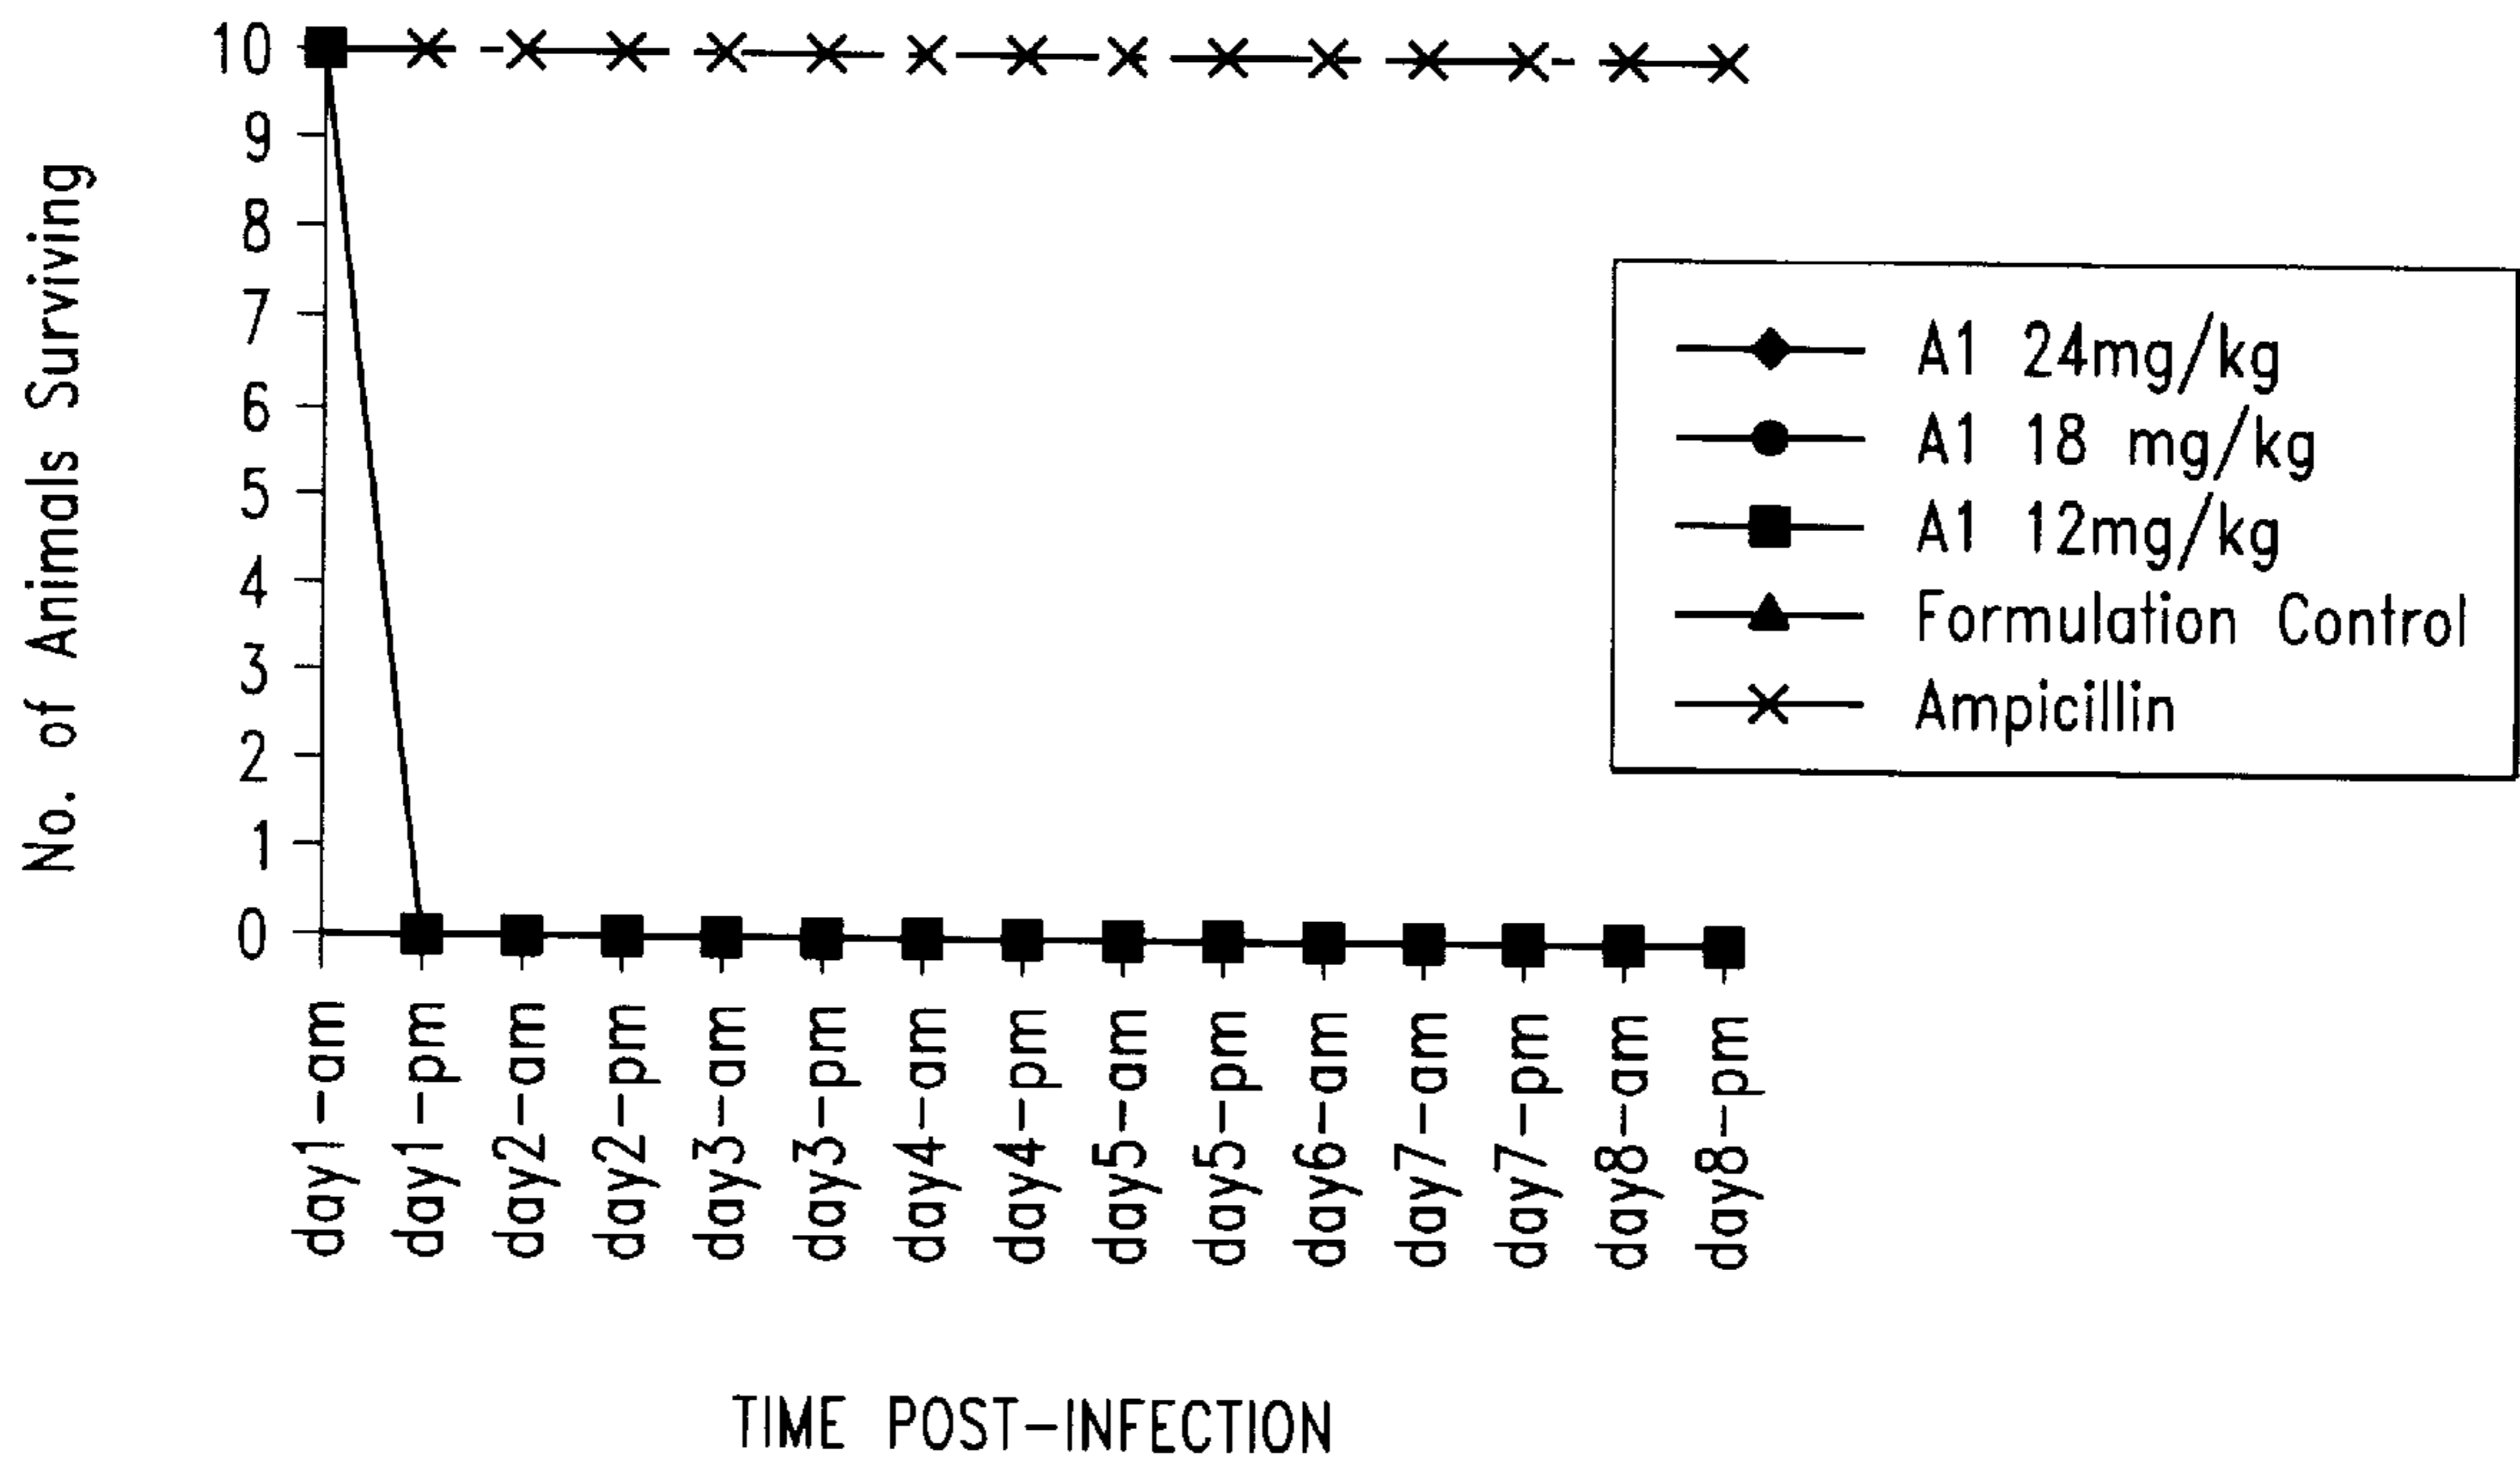 No. of Animals Surviving
10
9
8
7
6
5
4
3
2
1
0
day1-am
day1-pm
day2-am
day2-pm
day3-am
day3-pm
day4-am
day4-pm
day5-am
day5-pm
day6-am
day7-am
day7-pm
day8-am
day8-pm
TIME POST-INFECTION
A1 24mg/kg
A1 18 mg/kg
A1 12mg/kg
Formulation Control
Ampicillin